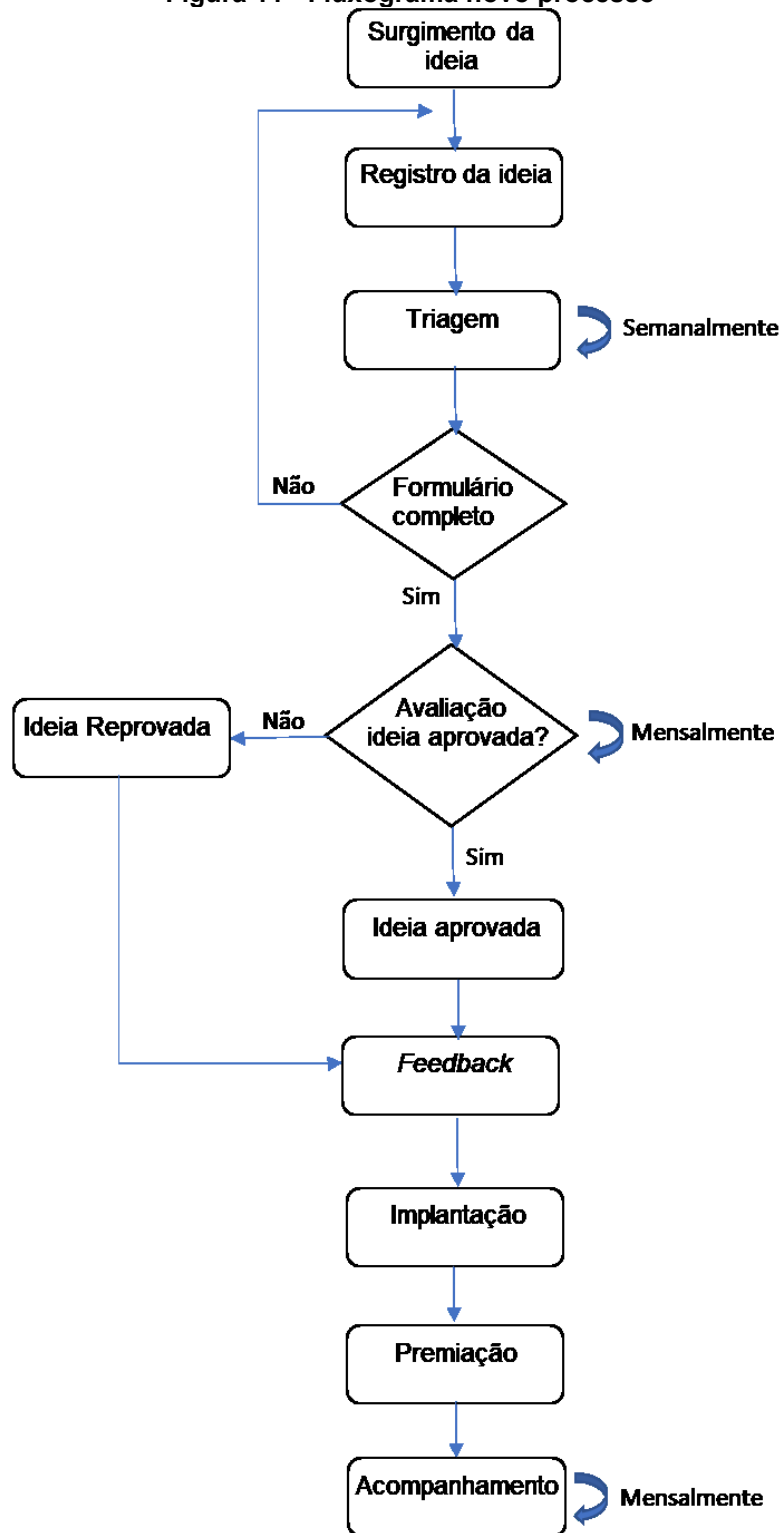 Surgimento da
ideia
Registro da ideia
Triagem
Semanalmente
Não
Formulário
completo
Sim
Ideia Reprovada
Não
Avaliação
ideia aprovada?
Mensalmente
Sim
Ideia aprovada
Feedback
Implantação
Premiação
Acompanhamento
Mensalmente